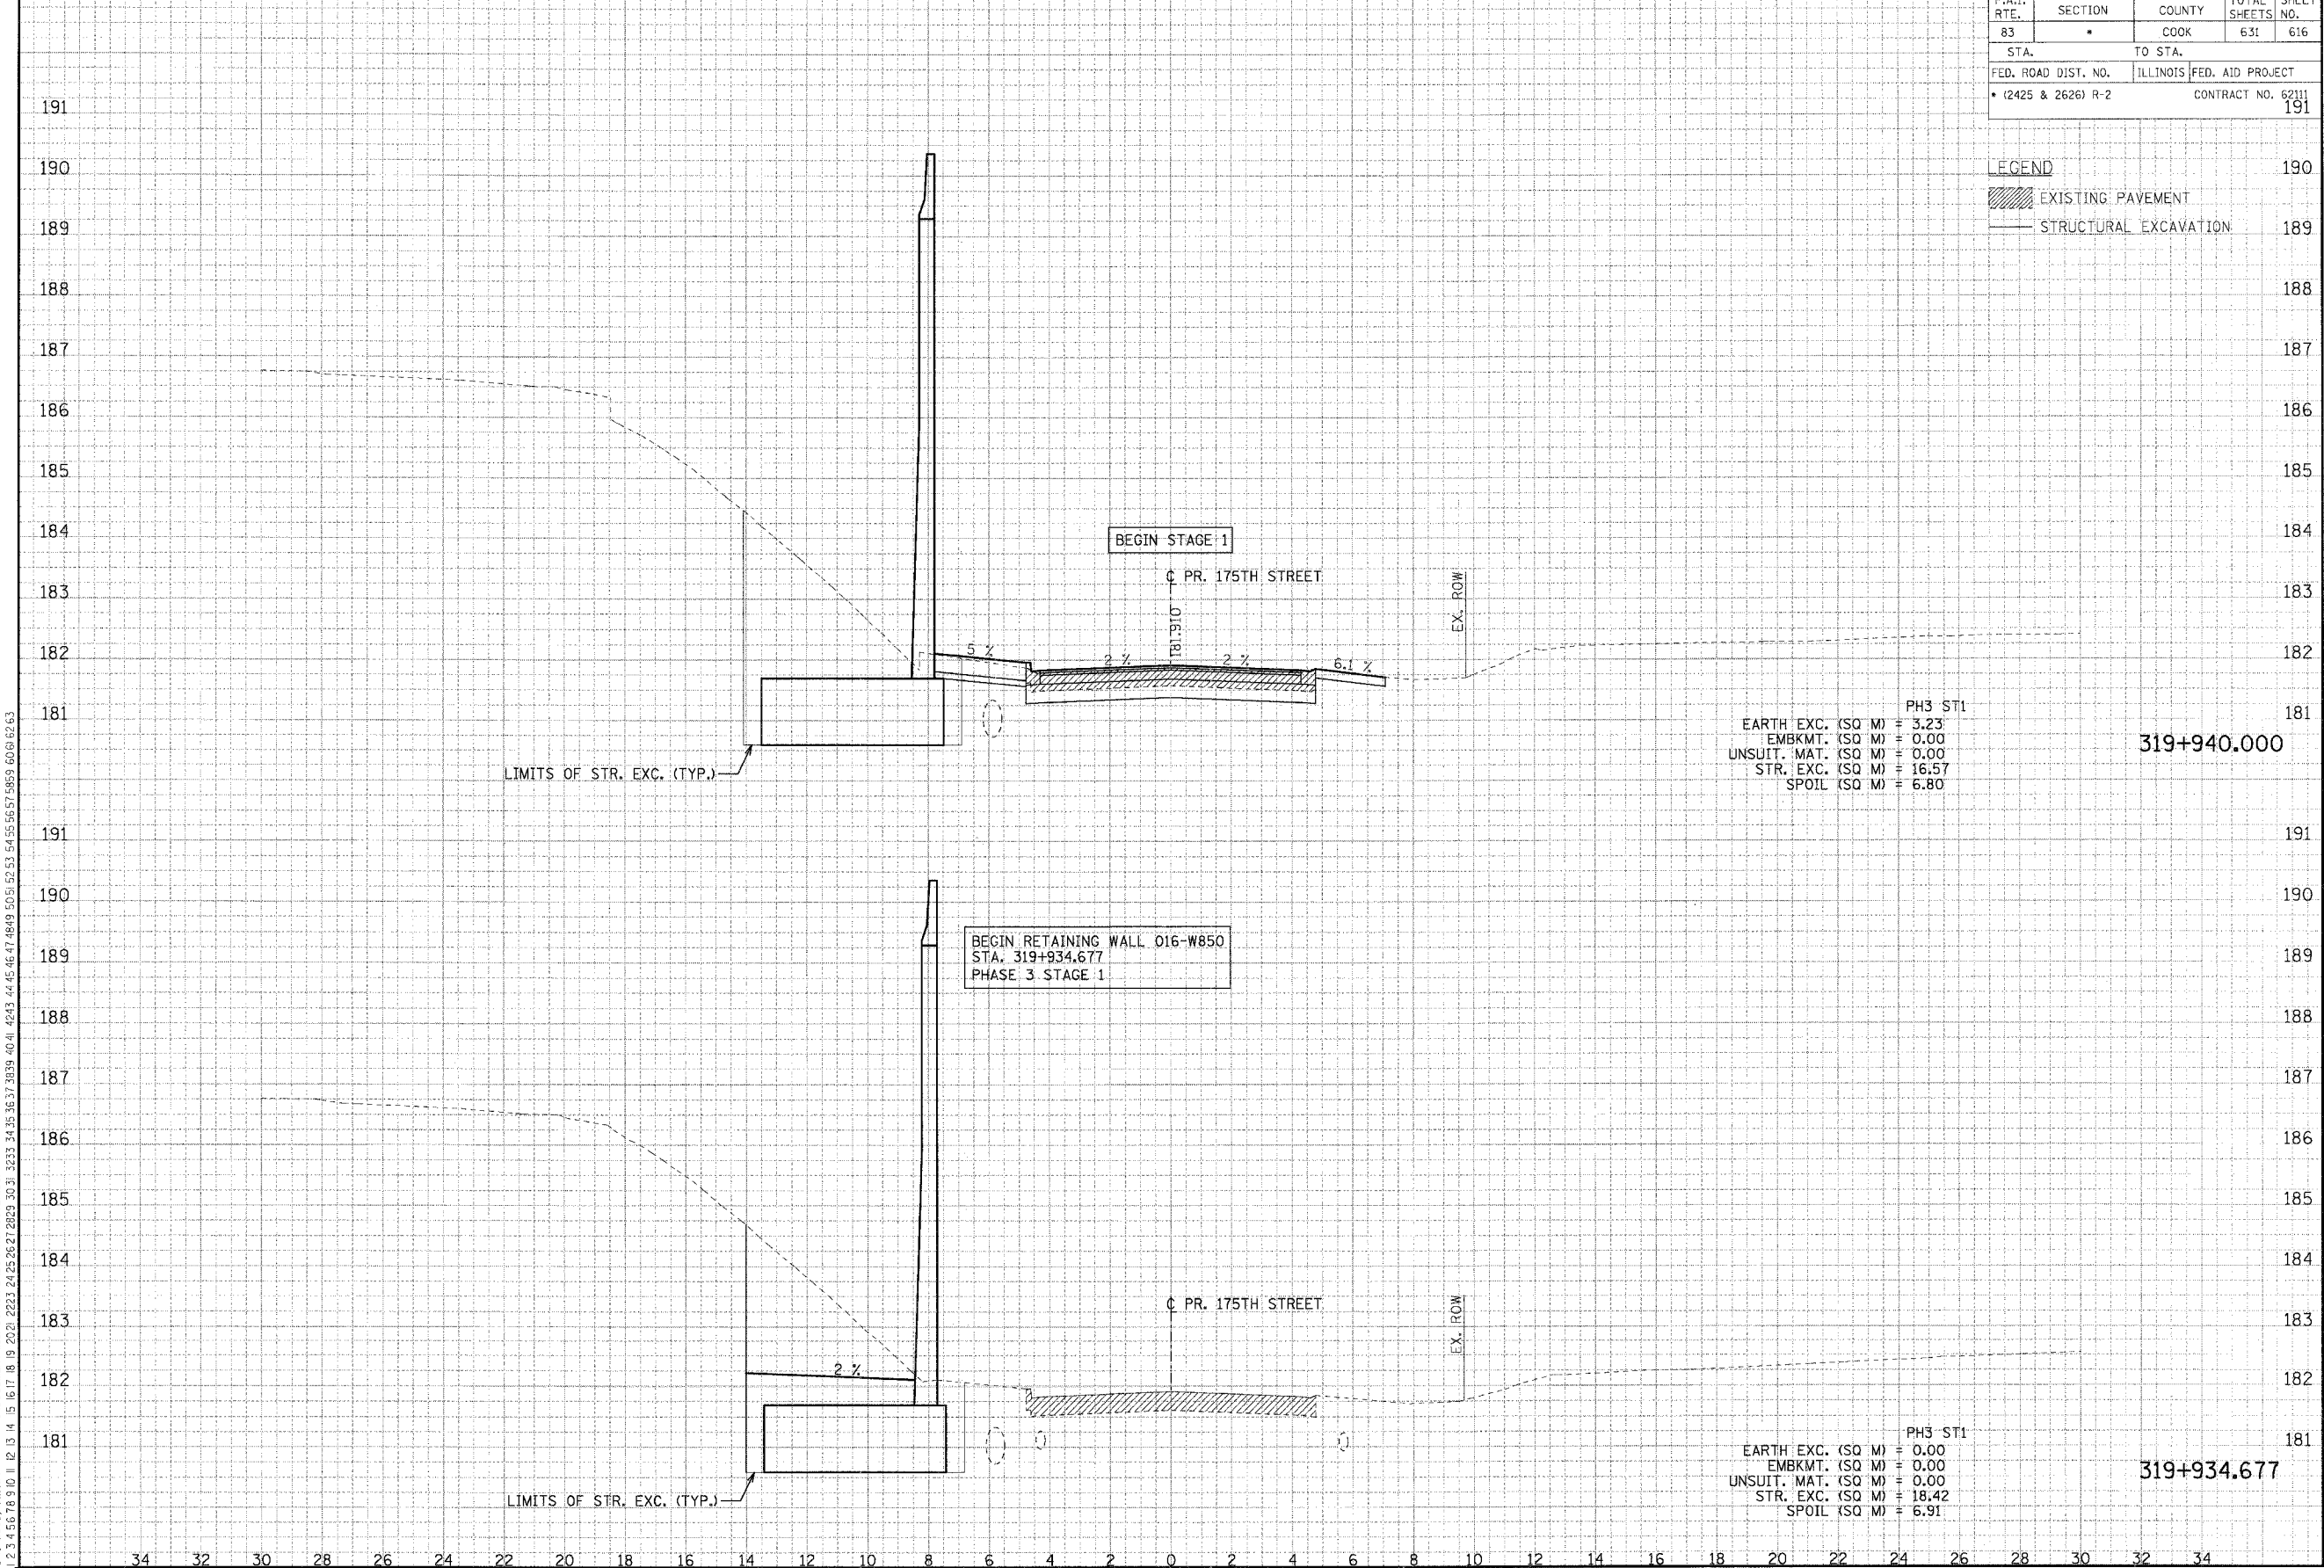 F.A.I. RTE. SECTION COUNTY TOTAL SHEETS SHEET NO.
83 * COOK 631 616
STA. TO STA.
FED. ROAD DIST. NO. ILLINOIS FED. AID PROJECT
* (2425 & 2626) R-2 CONTRACT NO. 62111
191 191
LEGEND
EXISTING PAVEMENT
STRUCTURAL EXCAVATION
190 190
189 189
188 188
187 187
186 186
185 185
184 184
BEGIN STAGE 1
℄ PR. 175TH STREET
181.910
EX. ROW
183 183
182 182
5 % 2 % 2 % 6.1 %
181 181
LIMITS OF STR. EXC. (TYP.)
PH3 ST1
EARTH EXC. (SQ M) = 3.23
EMBKMT. (SQ M) = 0.00
UNSUIT. MAT. (SQ M) = 0.00
STR. EXC. (SQ M) = 16.57
SPOIL (SQ M) = 6.80
319+940.000
191 191
190 190
BEGIN RETAINING WALL 016-W850
STA. 319+934.677
PHASE 3 STAGE 1
189 189
188 188
187 187
186 186
185 185
184 184
℄ PR. 175TH STREET
EX. ROW
183 183
2 %
182 182
181 181
LIMITS OF STR. EXC. (TYP.)
PH3 ST1
EARTH EXC. (SQ M) = 0.00
EMBKMT. (SQ M) = 0.00
UNSUIT. MAT. (SQ M) = 0.00
STR. EXC. (SQ M) = 18.42
SPOIL (SQ M) = 6.91
319+934.677
34 32 30 28 26 24 22 20 18 16 14 12 10 8 6 4 2 0 2 4 6 8 10 12 14 16 18 20 22 24 26 28 30 32 34